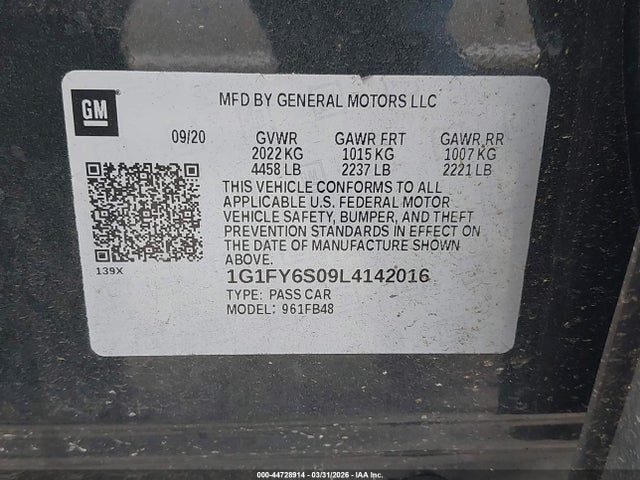 GM
MFD BY GENERAL MOTORS LLC
09/20 GVWR GAWR FRT GAWR RR
2022 KG 1015 KG 1007 KG
4458 LB 2237 LB 2221 LB
THIS VEHICLE CONFORMS TO ALL
APPLICABLE U.S. FEDERAL MOTOR
VEHICLE SAFETY, BUMPER, AND THEFT
PREVENTION STANDARDS IN EFFECT ON
THE DATE OF MANUFACTURE SHOWN
ABOVE.
139X
1G1FY6S09L4142016
TYPE: PASS CAR
MODEL: 961FB48
000-44728914 - 03/31/2026 - IAA Inc.